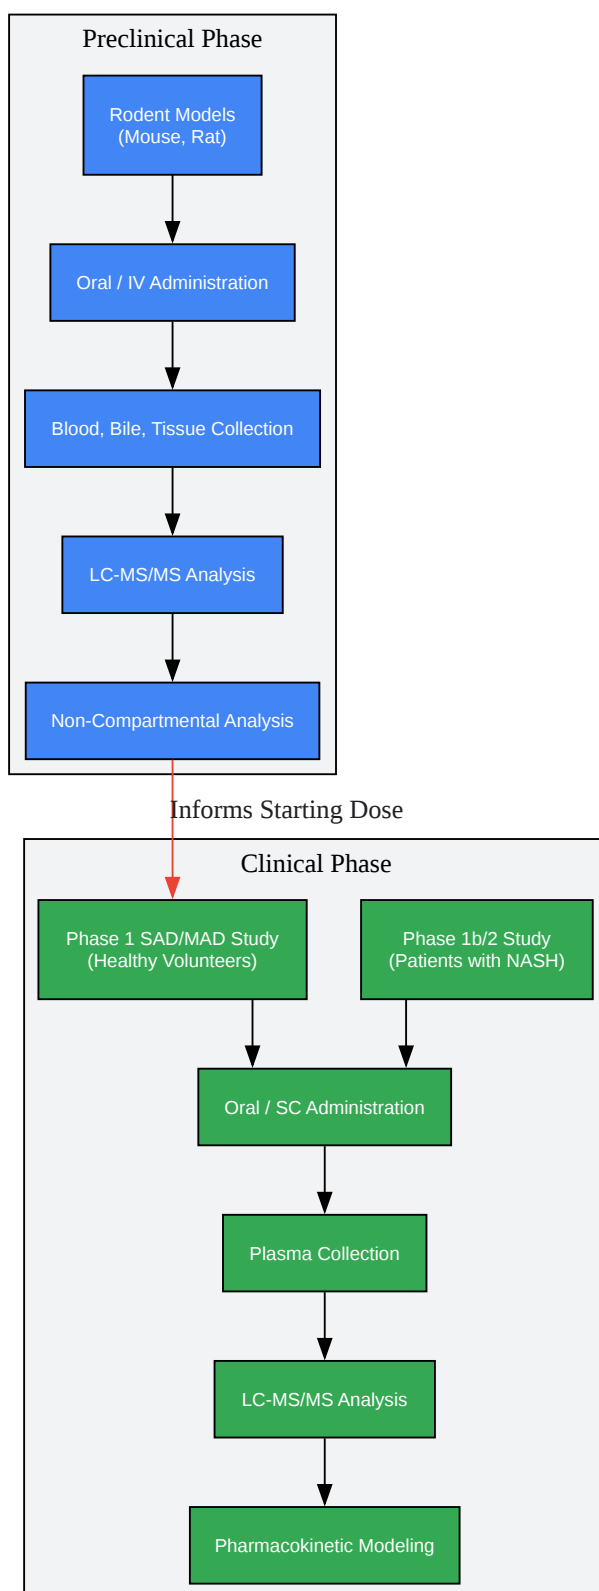 Preclinical Phase
Rodent Models
(Mouse, Rat)
Oral / IV Administration
Blood, Bile, Tissue Collection
LC-MS/MS Analysis
Non-Compartmental Analysis
Informs Starting Dose
Clinical Phase
Phase 1 SAD/MAD Study
(Healthy Volunteers)
Phase 1b/2 Study
(Patients with NASH)
Oral / SC Administration
Plasma Collection
LC-MS/MS Analysis
Pharmacokinetic Modeling